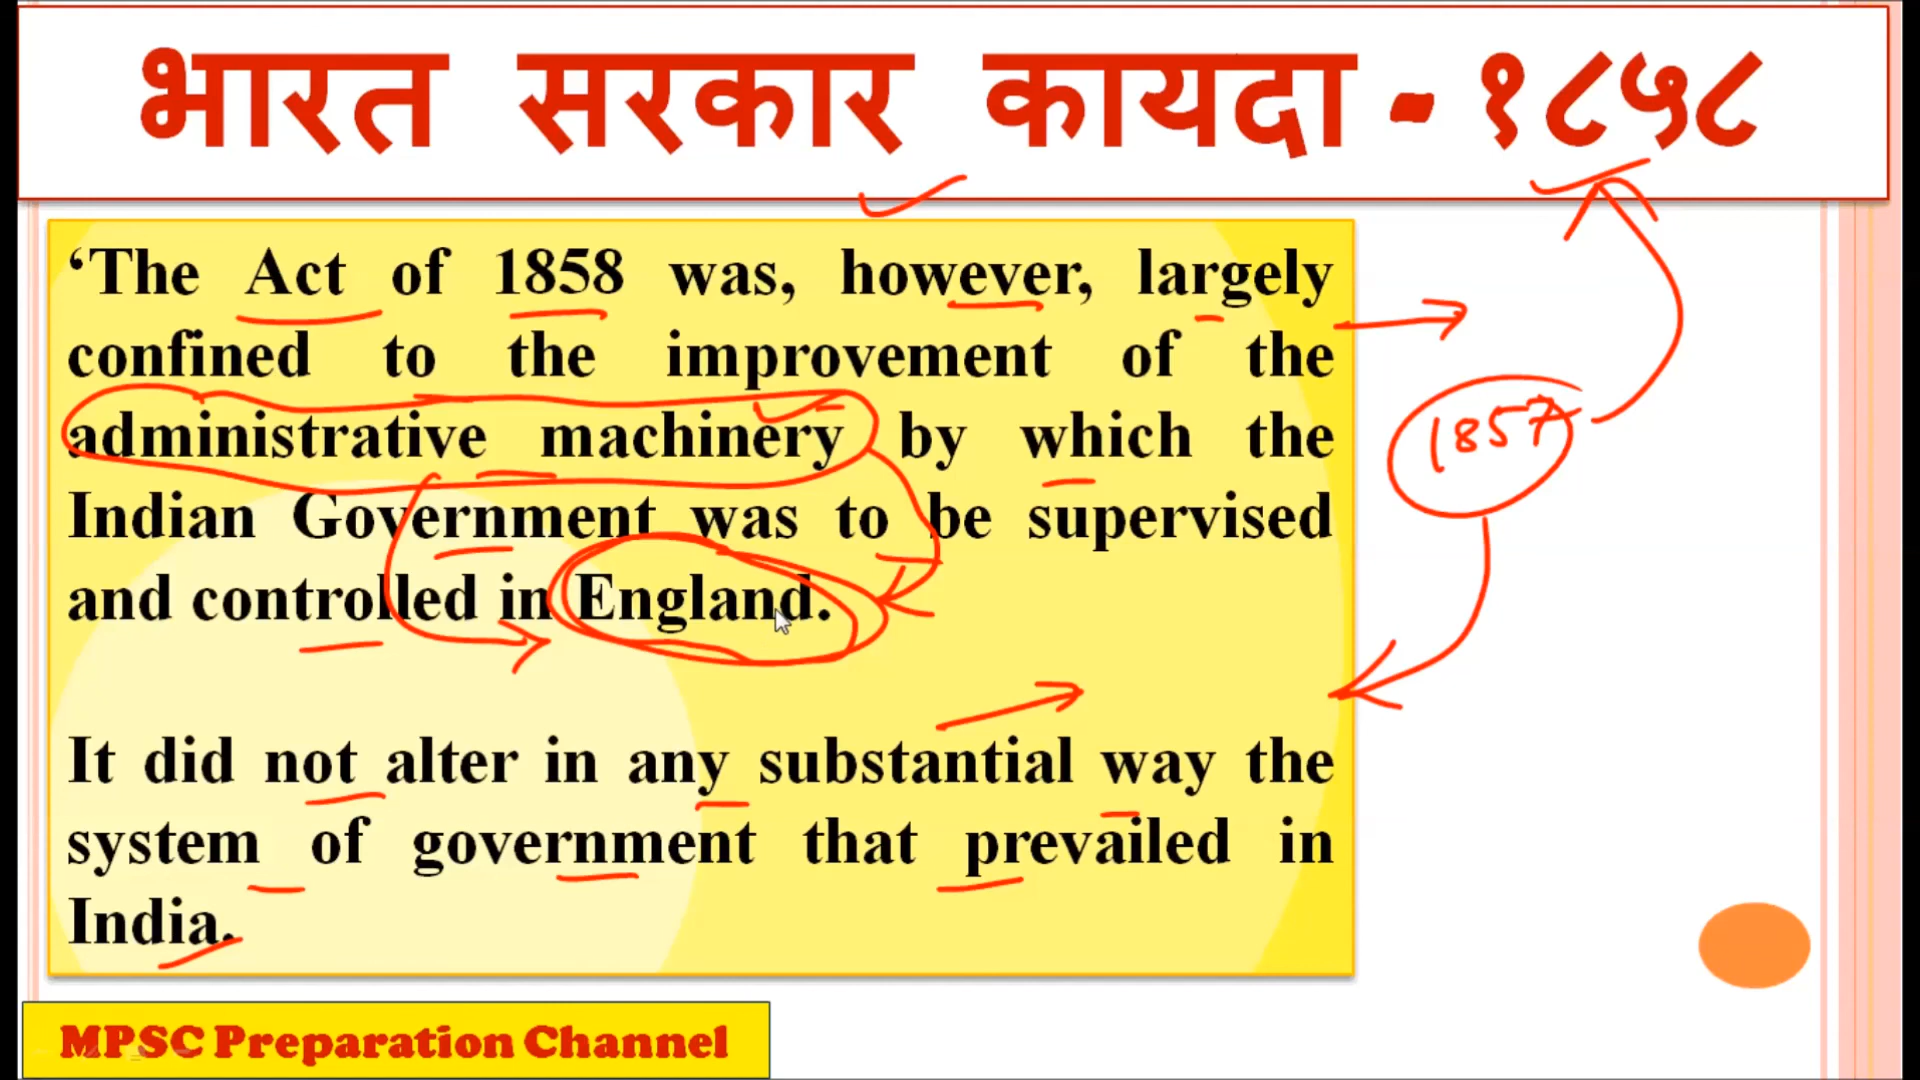 भारत सरकार कायदा - १८५८
‘The Act of 1858 was, however, largely
confined to the improvement of the
administrative machinery by which the
Indian Government was to be supervised
and controlled in England.
1857
It did not alter in any substantial way the
system of government that prevailed in
India.
MPSC Preparation Channel